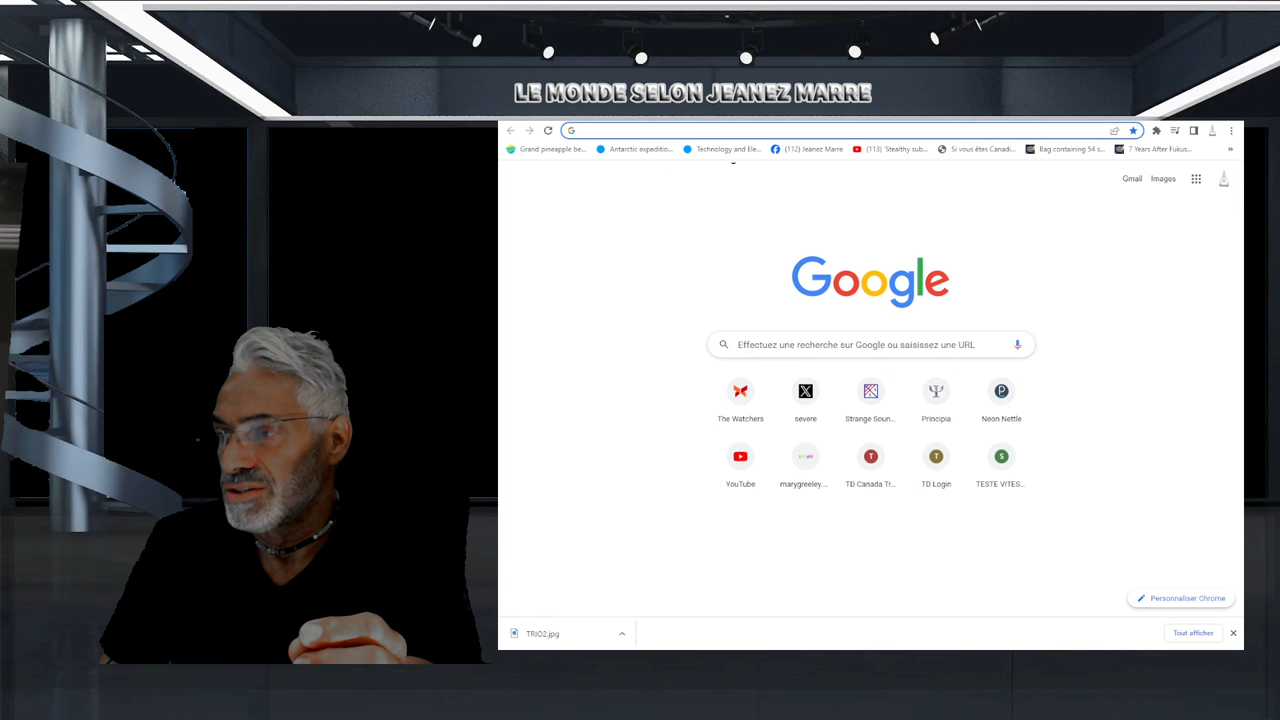 LE MONDE SELON JEANEZ MARRE
Grand pineapple be... Antarctic expeditio... Technology and Ele... (112) Jeanez Marre (113) 'Stealthy sub... Si vous étes Canadi... Bag containing 54 s... 7 Years After Fukus... »
Gmail Images
Google
Effectuez une recherche sur Google ou saisissez une URL
The Watchers severe Strange Soun... Principia Neon Nettle
YouTube marygreeley.... TD Canada Tr... TD Login TESTE VITES...
Personnaliser Chrome
TRIO2.jpg Tout afficher